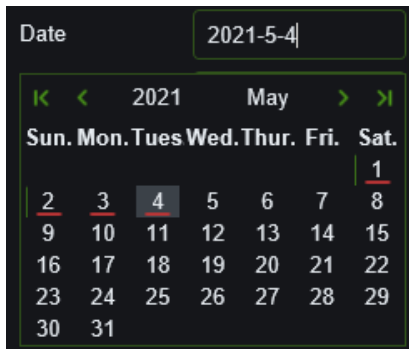 Date 2021-5-4
2021 May
Sun. Mon. Tues Wed. Thur. Fri. Sat.
1
2 3 4 5 6 7 8
9 10 11 12 13 14 15
16 17 18 19 20 21 22
23 24 25 26 27 28 29
30 31